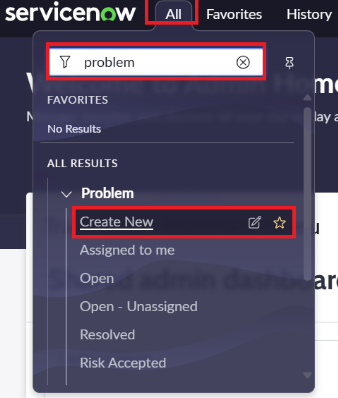 servicenow All Favorites History
problem
FAVORITES
No Results
ALL RESULTS
Problem
Create New
Assigned to me
Open
Open - Unassigned
Resolved
Risk Accepted